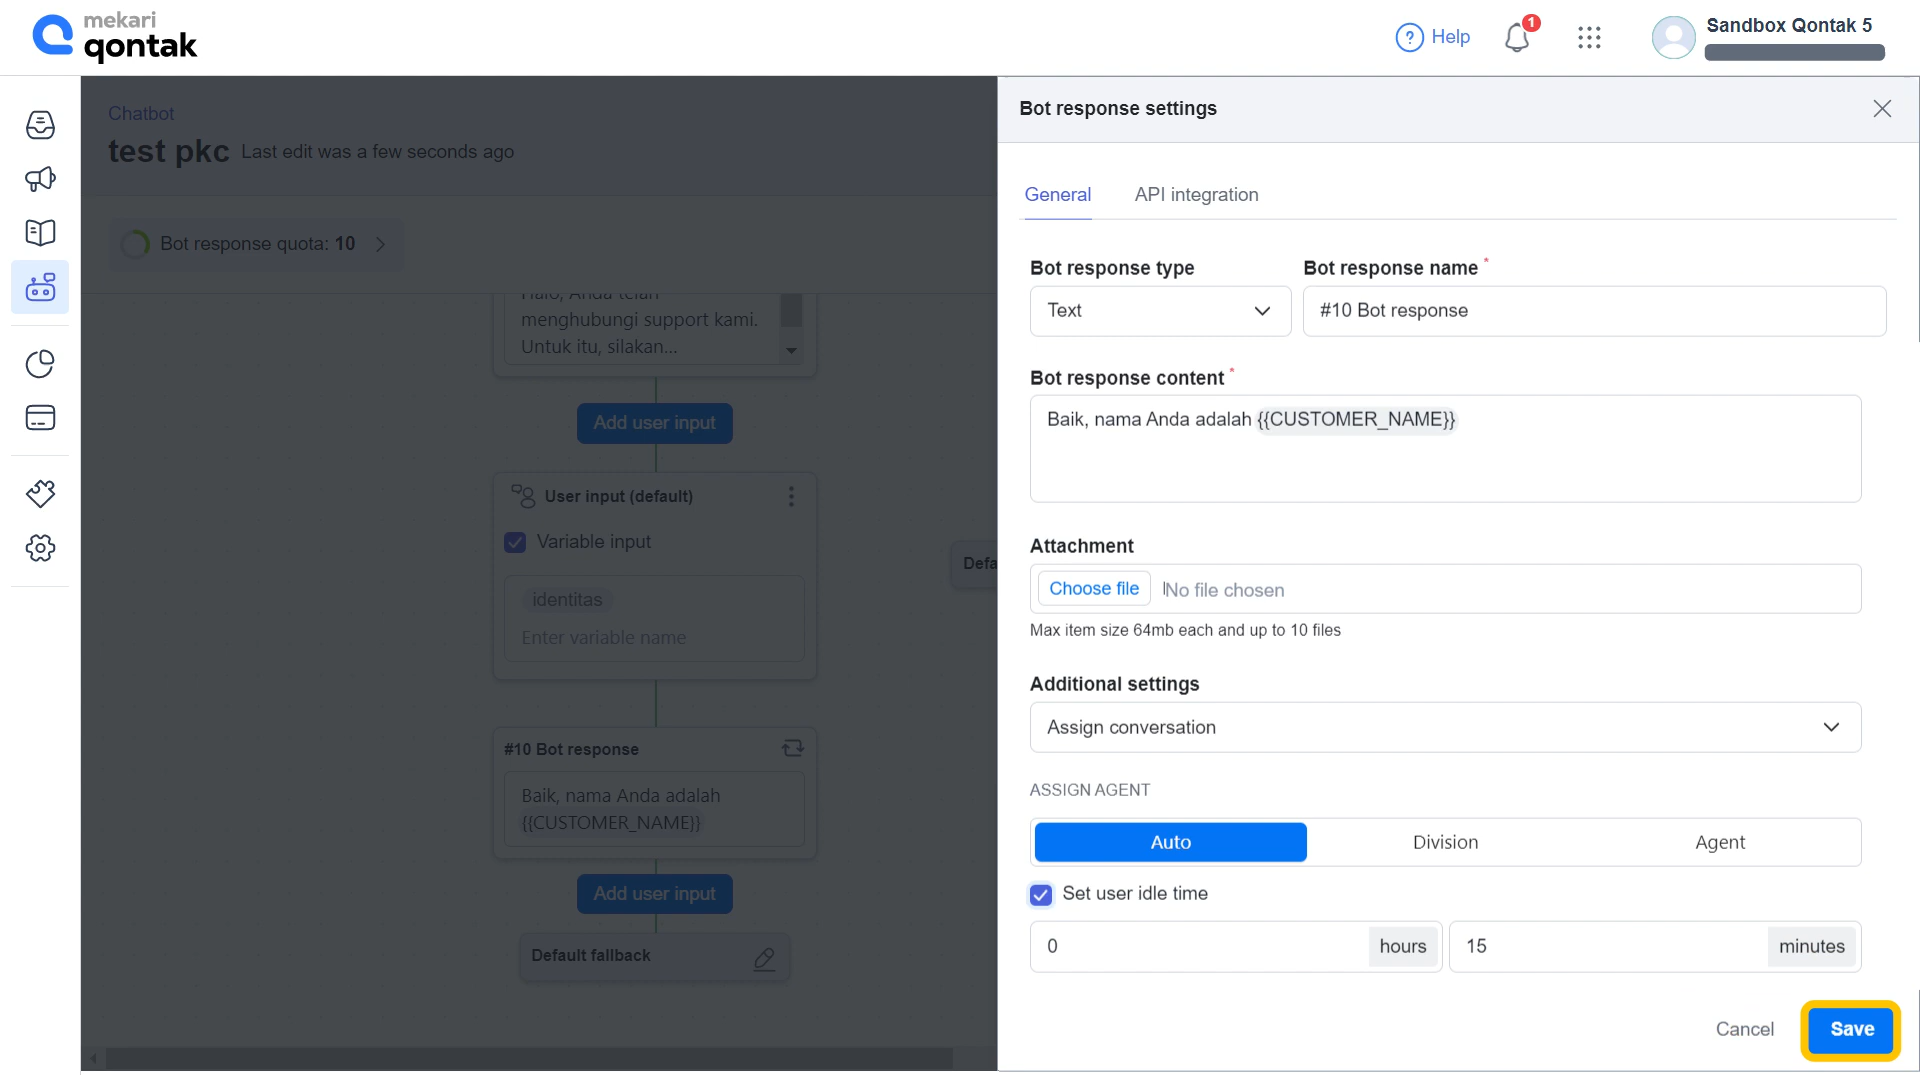 mekari
qontak
Help
1
Sandbox Qontak 5
Chatbot
test pkc Last edit was a few seconds ago
Bot response quota: 10
Halo, Anda telah
menghubungi support kami.
Untuk itu, silakan...
Add user input
User input (default)
Variable input
identitas
Enter variable name
#10 Bot response
Baik, nama Anda adalah
{{CUSTOMER_NAME}}
Add user input
Default fallback
Defa
Bot response settings
General API integration
Bot response type Bot response name *
Text #10 Bot response
Bot response content *
Baik, nama Anda adalah {{CUSTOMER_NAME}}
Attachment
Choose file No file chosen
Max item size 64mb each and up to 10 files
Additional settings
Assign conversation
ASSIGN AGENT
Auto Division Agent
Set user idle time
0 hours 15 minutes
Cancel Save